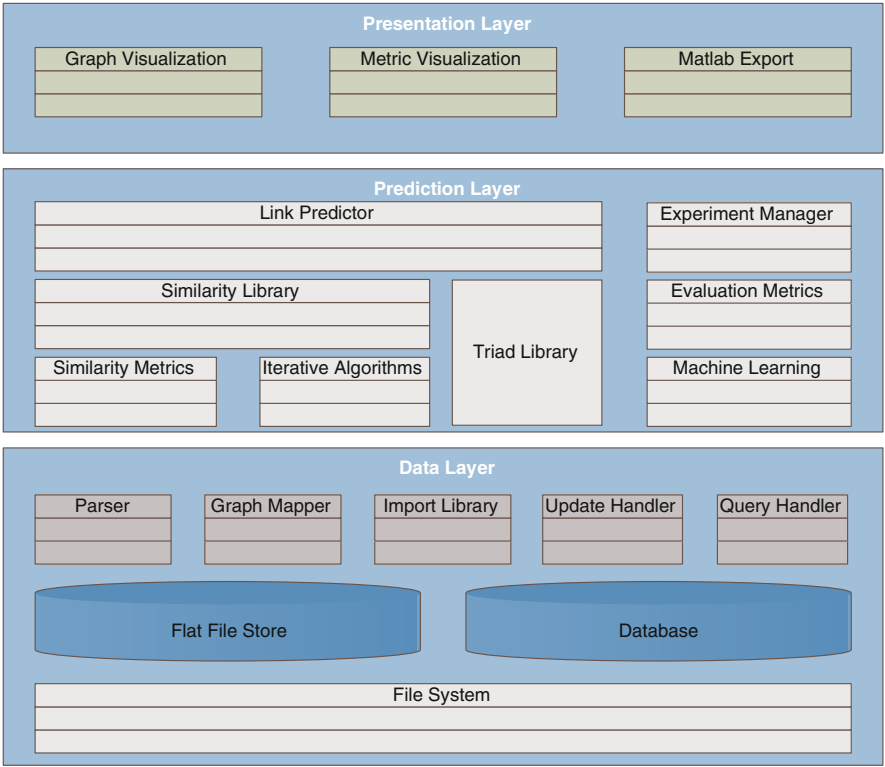 Presentation Layer
Graph Visualization
Metric Visualization
Matlab Export
Prediction Layer
Link Predictor
Experiment Manager
Similarity Library
Evaluation Metrics
Triad Library
Similarity Metrics
Iterative Algorithms
Machine Learning
Data Layer
Parser
Graph Mapper
Import Library
Update Handler
Query Handler
Flat File Store
Database
File System